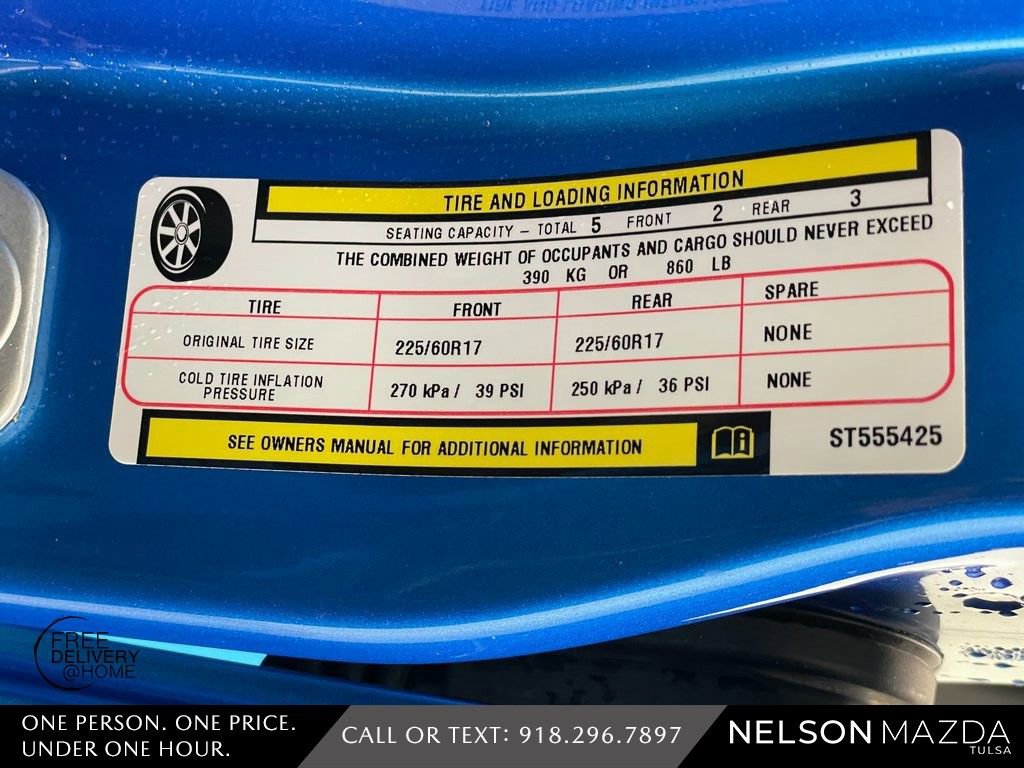 TIRE AND LOADING INFORMATION
SEATING CAPACITY – TOTAL 5 FRONT 2 REAR 3
THE COMBINED WEIGHT OF OCCUPANTS AND CARGO SHOULD NEVER EXCEED
390 KG OR 860 LB
TIRE FRONT REAR SPARE
ORIGINAL TIRE SIZE 225/60R17 225/60R17 NONE
COLD TIRE INFLATION
PRESSURE 270 kPa / 39 PSI 250 kPa / 36 PSI NONE
SEE OWNERS MANUAL FOR ADDITIONAL INFORMATION
ST555425
FREE
DELIVERY
@HOME
ONE PERSON. ONE PRICE.
UNDER ONE HOUR.
CALL OR TEXT: 918.296.7897
NELSON MAZDA
TULSA